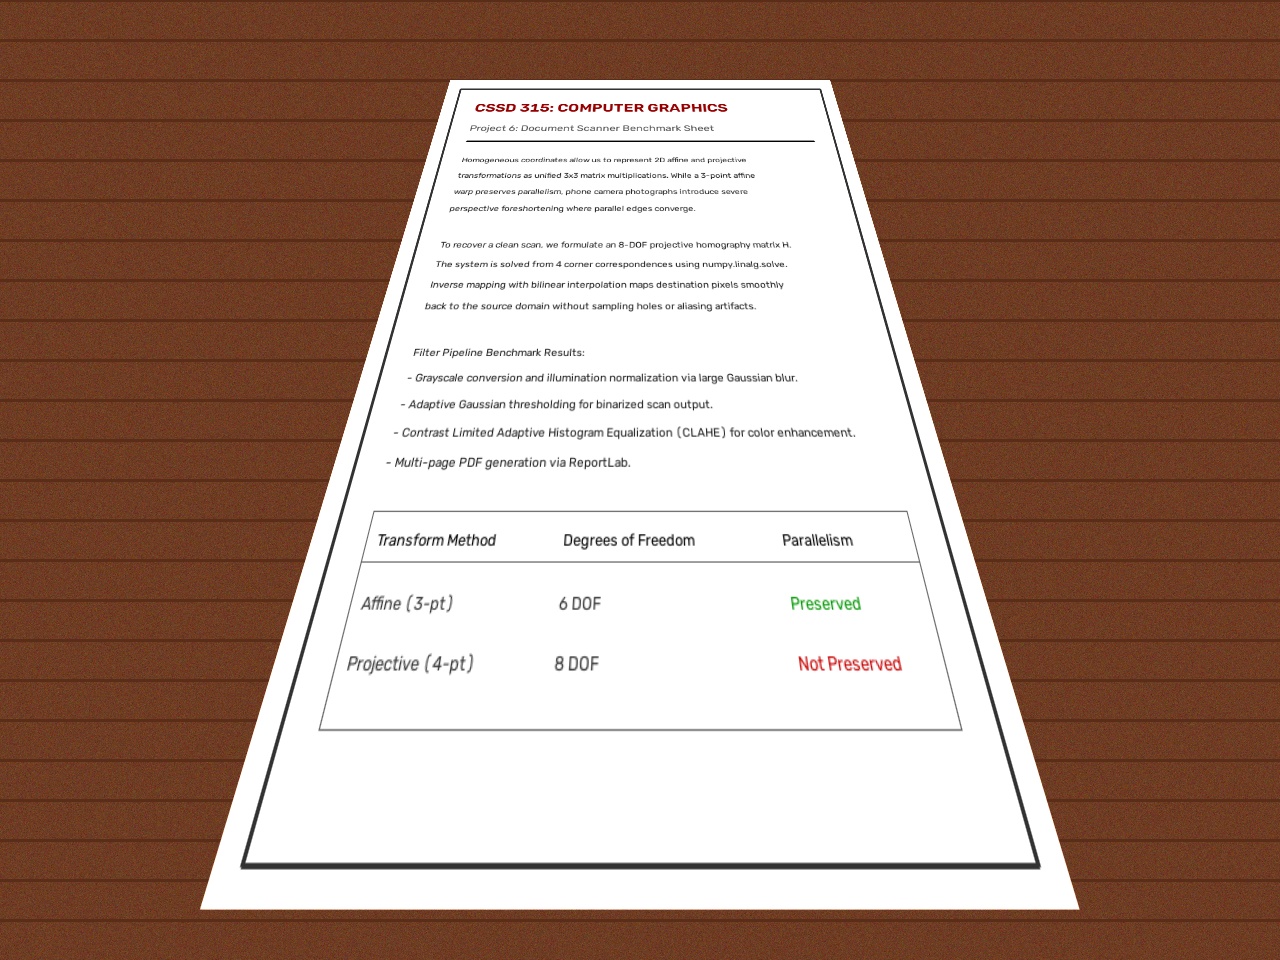 CSSD 315: COMPUTER GRAPHICS
Project 6: Document Scanner Benchmark Sheet
Homogeneous coordinates allow us to represent 2D affine and projective
transformations as unified 3x3 matrix multiplications. While a 3-point affine
warp preserves parallelism, phone camera photographs introduce severe
perspective foreshortening where parallel edges converge.
To recover a clean scan, we formulate an 8-DOF projective homography matrix H.
The system is solved from 4 corner correspondences using numpy.linalg.solve.
Inverse mapping with bilinear interpolation maps destination pixels smoothly
back to the source domain without sampling holes or aliasing artifacts.
Filter Pipeline Benchmark Results:
- Grayscale conversion and illumination normalization via large Gaussian blur.
- Adaptive Gaussian thresholding for binarized scan output.
- Contrast Limited Adaptive Histogram Equalization (CLAHE) for color enhancement.
- Multi-page PDF generation via ReportLab.
Transform Method Degrees of Freedom Parallelism
Affine (3-pt) 6 DOF Preserved
Projective (4-pt) 8 DOF Not Preserved